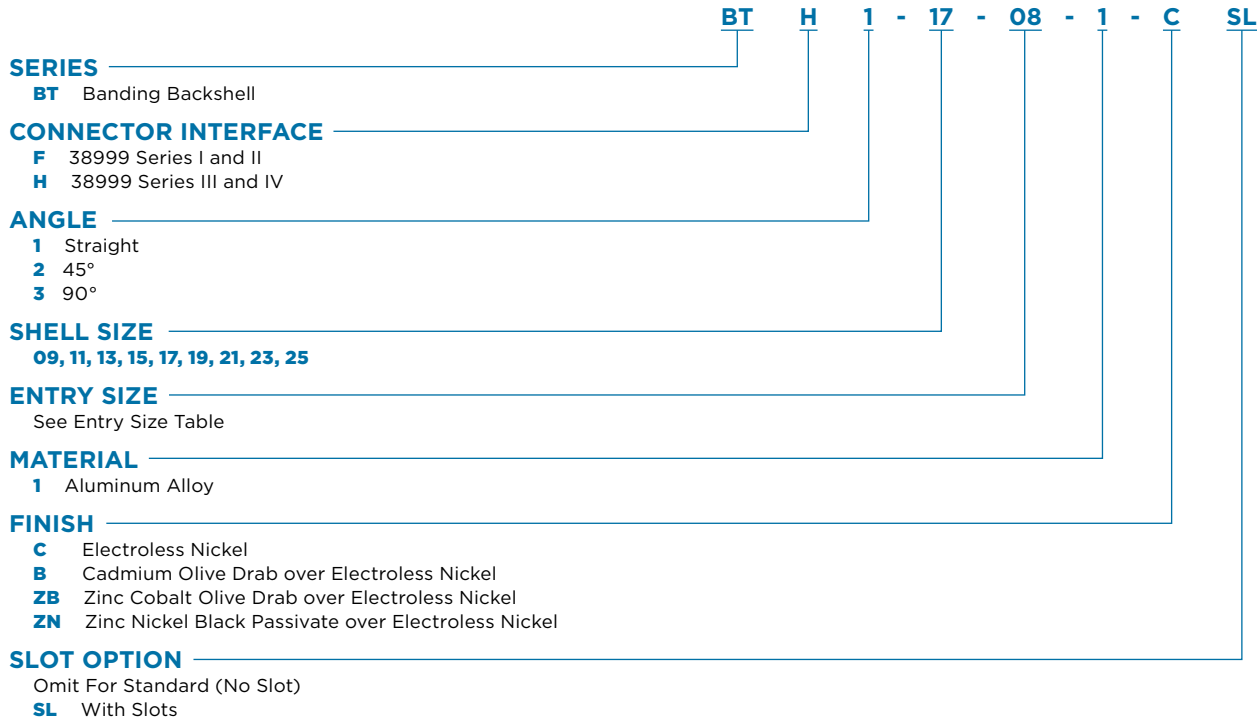 BT H 1 - 17 - 08 - 1 - C SL
SERIES
BT Banding Backshell
CONNECTOR INTERFACE
F 38999 Series I and II
H 38999 Series III and IV
ANGLE
1 Straight
2 45°
3 90°
SHELL SIZE
09, 11, 13, 15, 17, 19, 21, 23, 25
ENTRY SIZE
See Entry Size Table
MATERIAL
1 Aluminum Alloy
FINISH
C Electroless Nickel
B Cadmium Olive Drab over Electroless Nickel
ZB Zinc Cobalt Olive Drab over Electroless Nickel
ZN Zinc Nickel Black Passivate over Electroless Nickel
SLOT OPTION
Omit For Standard (No Slot)
SL With Slots